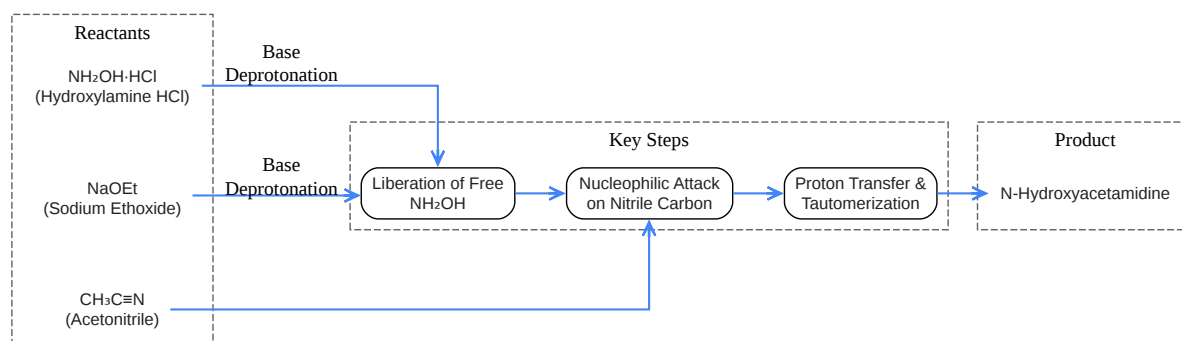 Reactants
NH₂OH·HCl
(Hydroxylamine HCl)
Base
Deprotonation
NaOEt
(Sodium Ethoxide)
Base
Deprotonation
CH₃C≡N
(Acetonitrile)
Key Steps
Liberation of Free
NH₂OH
Nucleophilic Attack
on Nitrile Carbon
Proton Transfer &
Tautomerization
Product
N-Hydroxyacetamidine